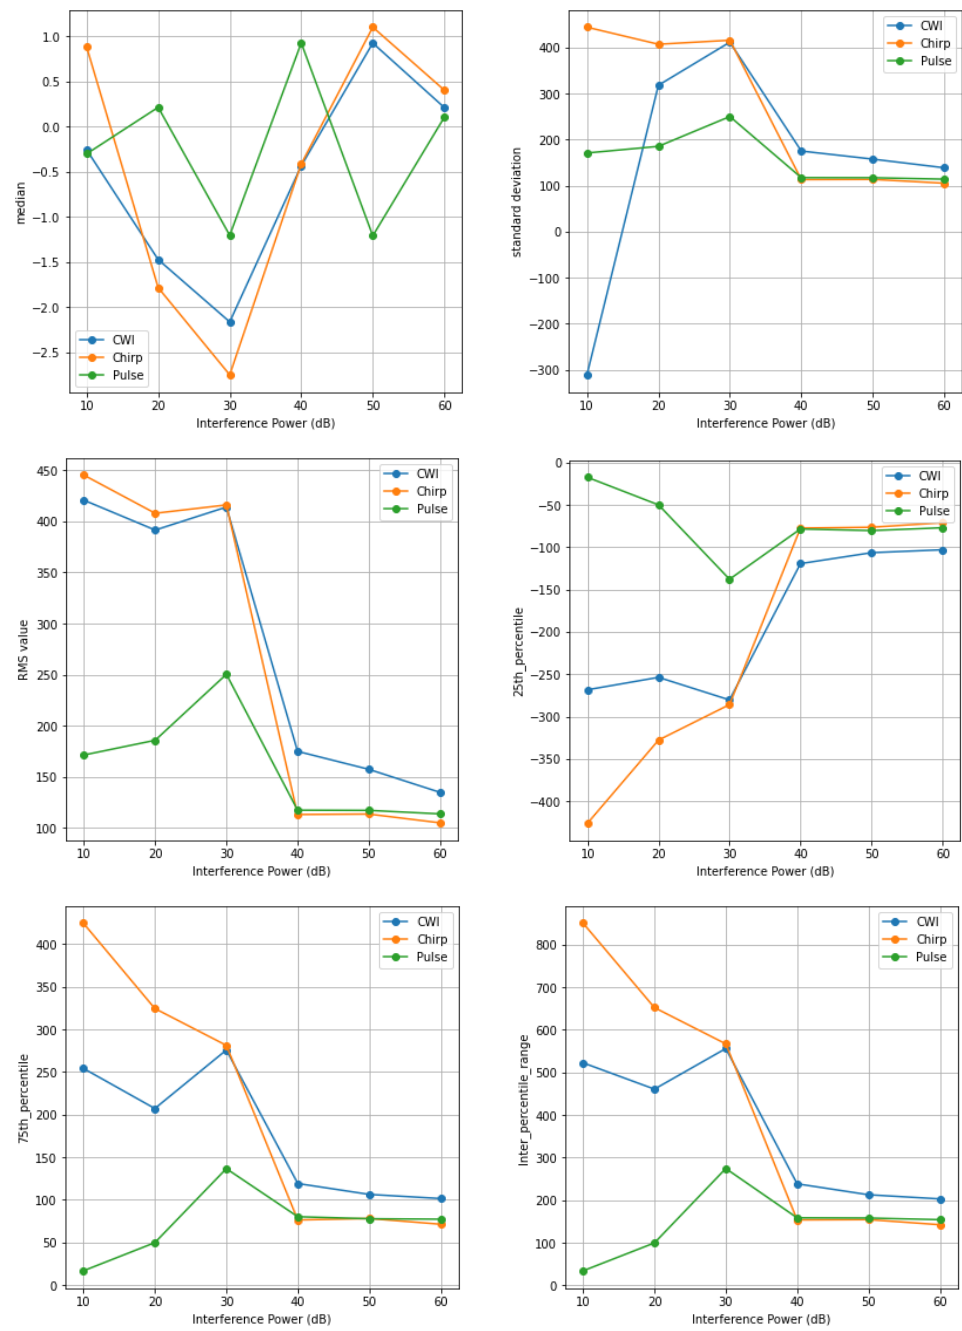 1.0
0.5
0.0
−0.5
−1.0
−1.5
−2.0
−2.5
median
CWI
Chirp
Pulse
10 20 30 40 50 60
Interference Power (dB)
400
300
200
100
0
−100
−200
−300
standard deviation
CWI
Chirp
Pulse
10 20 30 40 50 60
Interference Power (dB)
450
400
350
300
250
200
150
100
RMS value
CWI
Chirp
Pulse
10 20 30 40 50 60
Interference Power (dB)
0
−50
−100
−150
−200
−250
−300
−350
−400
25th_percentile
CWI
Chirp
Pulse
10 20 30 40 50 60
Interference Power (dB)
400
350
300
250
200
150
100
50
0
75th_percentile
CWI
Chirp
Pulse
10 20 30 40 50 60
Interference Power (dB)
800
700
600
500
400
300
200
100
0
Inter_percentile_range
CWI
Chirp
Pulse
10 20 30 40 50 60
Interference Power (dB)